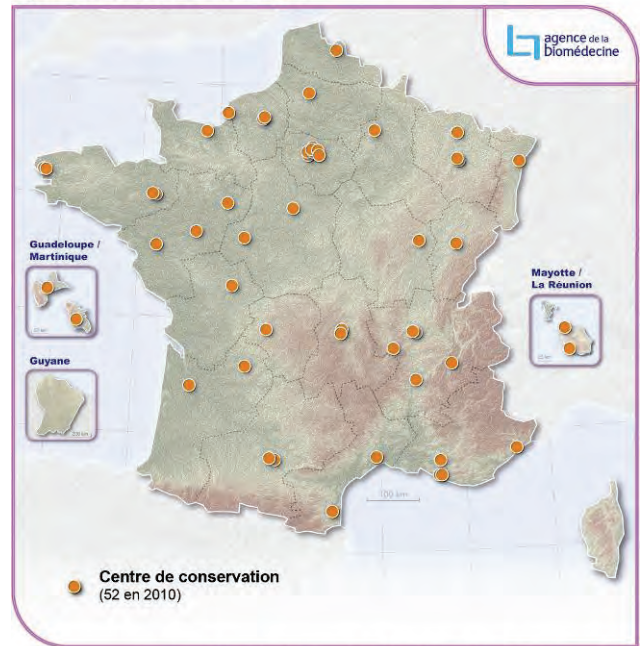 agence de la
biomédecine
Guadeloupe /
Martinique
Guyane
Mayotte /
La Réunion
100 km
Centre de conservation
(52 en 2010)